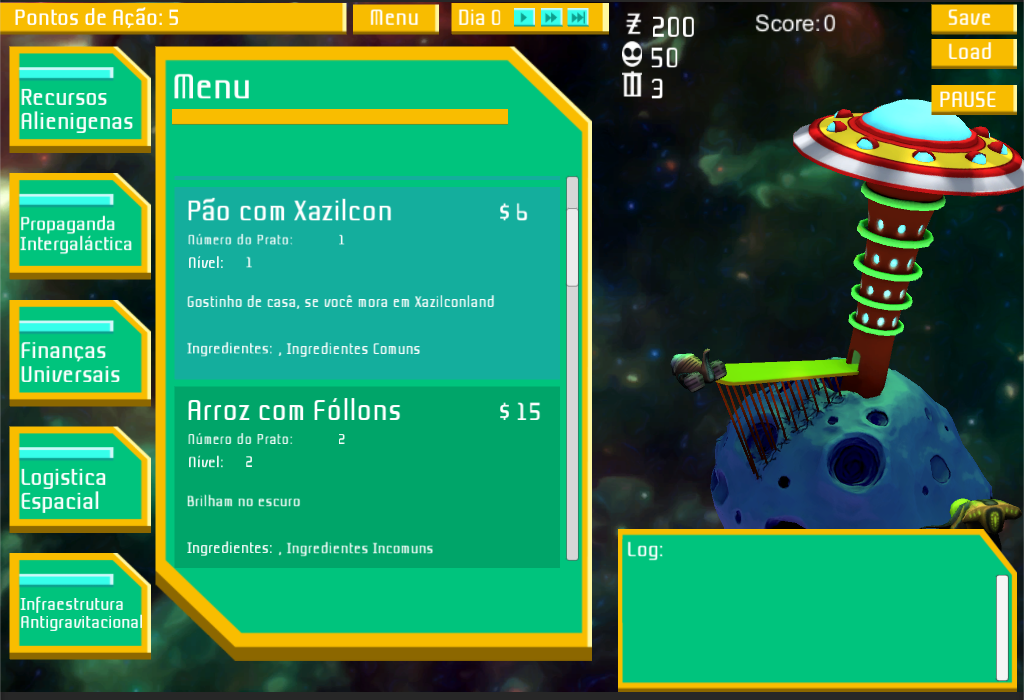 Pontos de Ação: 5
Menu
Dia 0
200
50
3
Score:0
Save
Load
PAUSE
Recursos
Alienigenas
Propaganda
Intergaláctica
Finanças
Universais
Logistica
Espacial
Infraestrutura
Antigravitacional
Menu
Pão com Xazilcon $ 6
Número do Prato: 1
Nivel: 1
Gostinho de casa, se você mora em Xazilconland
Ingredientes: , Ingredientes Comuns
Arroz com Fóllons $ 15
Número do Prato: 2
Nivel: 2
Brilham no escuro
Ingredientes: , Ingredientes Incomuns
Log: